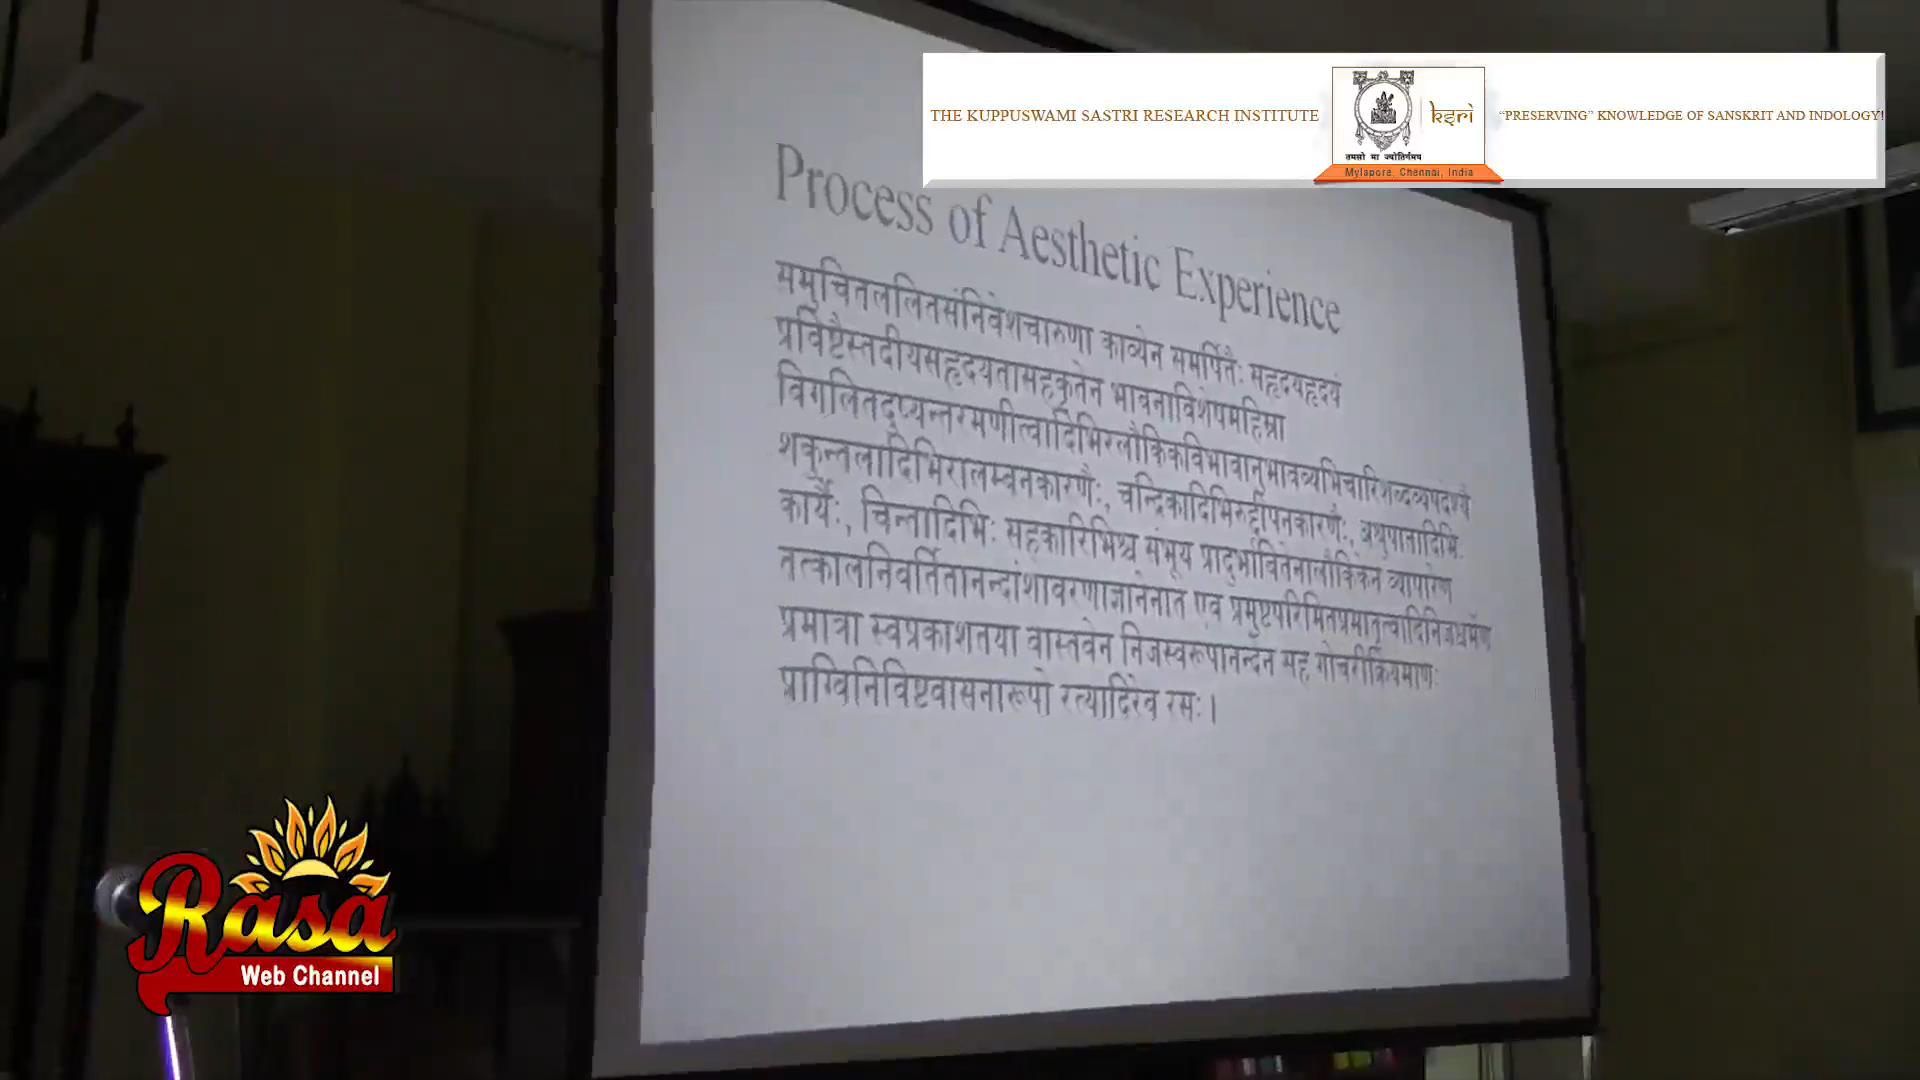 THE KUPPUSWAMI SASTRI RESEARCH INSTITUTE
ksri
“PRESERVING” KNOWLEDGE OF SANSKRIT AND INDOLOGY!
तमसो मा ज्योतिर्गमय
Mylapore, Chennai, India
Process of Aesthetic Experience
समुचितललितसंनिवेशचारुणा काव्येन समर्पितैः सहृदयहृदयं
प्रविष्टैस्तदीयसहृदयतासहकृतेन भावनाविशेषमहिम्ना
विगलितदुष्यन्तरमणीत्वादिभिरलौकिकविभावानुभावव्यभिचारिशब्दव्यपदेश्यैः
शकुन्तलादिभिरालम्बनकारणैः, चन्द्रिकादिभिरुद्दीपनकारणैः, अश्रुपातादिभिः
कार्यैः, चिन्तादिभिः सहकारिभिश्च संभूय प्रादुर्भावितेनालौकिकेन व्यापारेण
तत्कालनिवर्तितानन्दांशावरणाज्ञानेनात एव प्रमुष्टपरिमितप्रमातृत्वादिनिजधर्मेण
प्रमात्रा स्वप्रकाशतया वास्तवेन निजस्वरूपानन्देन सह गोचरीक्रियमाणः
प्राग्विनिविष्टवासनारूपो रत्यादिरेव रसः।
Rasa
Web Channel